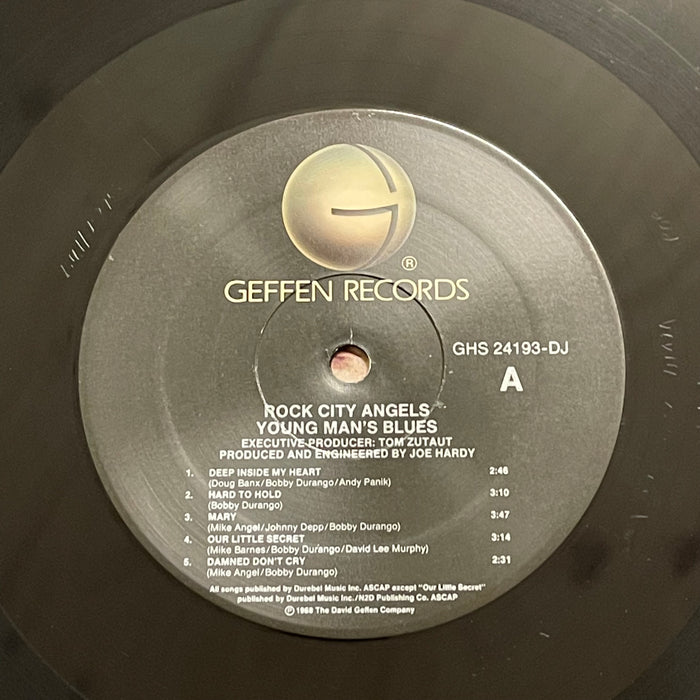 ®
GEFFEN RECORDS
GHS 24193-DJ
A
ROCK CITY ANGELS
YOUNG MAN'S BLUES
EXECUTIVE PRODUCER: TOM ZUTAUT
PRODUCED AND ENGINEERED BY JOE HARDY
1. DEEP INSIDE MY HEART 2:46
(Doug Banx/Bobby Durango/Andy Panik)
2. HARD TO HOLD 3:10
(Bobby Durango)
3. MARY 3:47
(Mike Angel/Johnny Depp/Bobby Durango)
4. OUR LITTLE SECRET 3:14
(Mike Barnes/Bobby Durango/David Lee Murphy)
5. DAMNED DON'T CRY 2:31
(Mike Angel/Bobby Durango)
All songs published by Durebel Music Inc. ASCAP except "Our Little Secret"
published by Durebel Music Inc./N2D Publishing Co. ASCAP
℗ 1988 The David Geffen Company